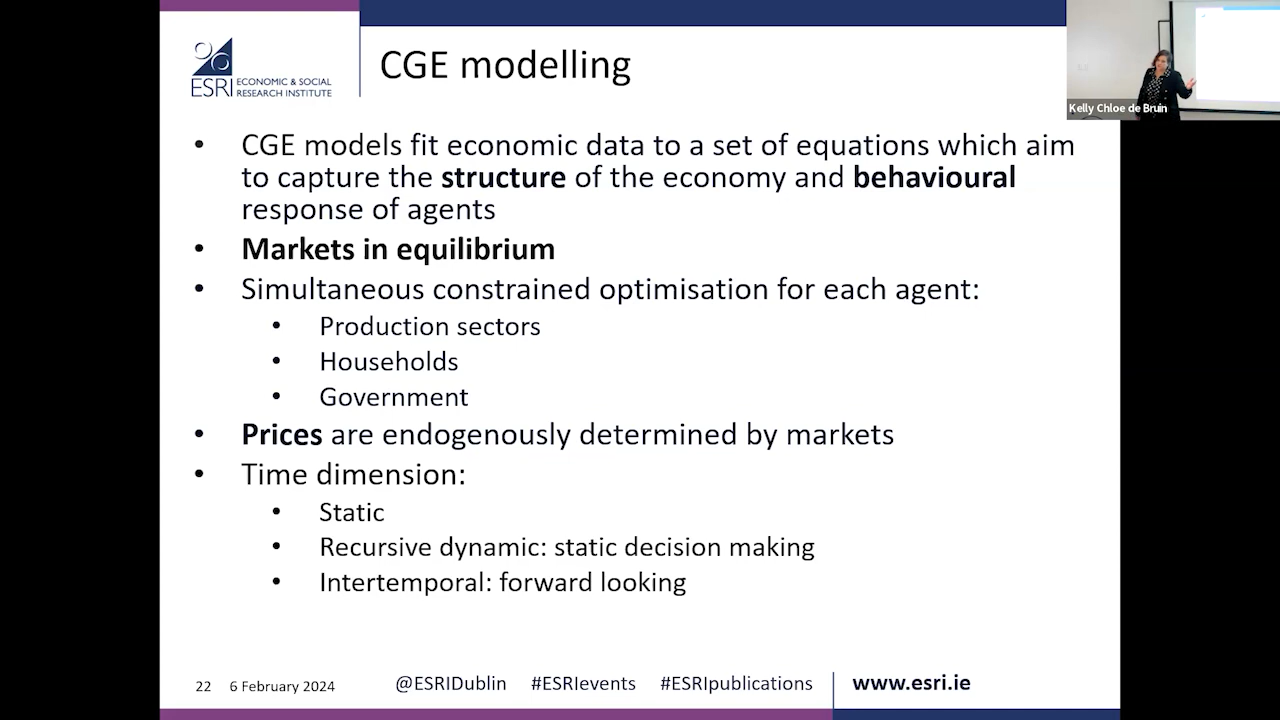 CGE modelling
ESRI ECONOMIC & SOCIAL
RESEARCH INSTITUTE
Kelly Chloe de Bruin
• CGE models fit economic data to a set of equations which aim
to capture the structure of the economy and behavioural
response of agents
• Markets in equilibrium
• Simultaneous constrained optimisation for each agent:
• Production sectors
• Households
• Government
• Prices are endogenously determined by markets
• Time dimension:
• Static
• Recursive dynamic: static decision making
• Intertemporal: forward looking
22 6 February 2024 @ESRIDublin #ESRIevents #ESRIpublications www.esri.ie